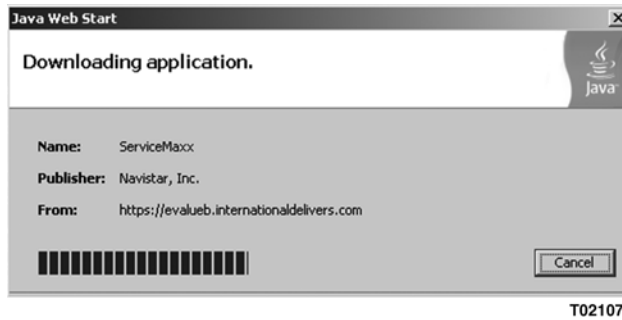 Java Web Start
Downloading application.
Java
Name: ServiceMaxx
Publisher: Navistar, Inc.
From: https://evalueb.internationaldelivers.com
Cancel
T02107